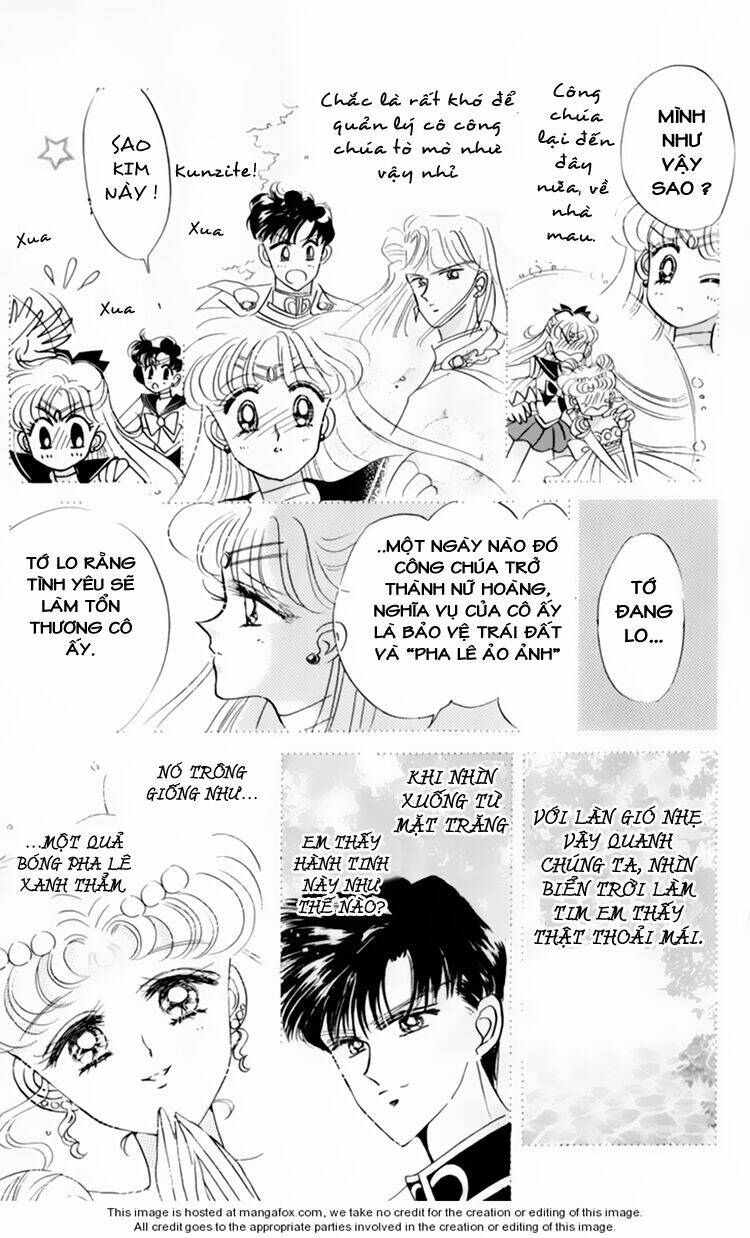 MÌNH
NHƯ
VẬY
SAO ?
Công
chúa
lại đến
đây
nữa, về
nhà
mau.
Chắc là rất khó để
quản lý cô công
chúa tò mò như
vậy nhỉ
Kunzite!
SAO
KIM
NÀY !
Xua
Xua
Xua
TỚ
ĐANG
LO...
..MỘT NGÀY NÀO ĐÓ
CÔNG CHÚA TRỞ
THÀNH NỮ HOÀNG,
NGHĨA VỤ CỦA CÔ ẤY
LÀ BẢO VỆ TRÁI ĐẤT
VÀ “PHA LÊ ẢO ẢNH”
TỚ LO RẰNG
TÌNH YÊU SẼ
LÀM TỔN
THƯƠNG CÔ
ẤY.
VỚI LÀN GIÓ NHẸ
VÂY QUANH
CHÚNG TA, NHÌN
BIỂN TRỜI LÀM
TIM EM THẤY
THẬT THOẢI MÁI.
KHI NHÌN
XUỐNG TỪ
MẶT TRĂNG
EM THẤY
HÀNH TINH
NÀY NHƯ
THẾ NÀO?
NÓ TRÔNG
GIỐNG NHƯ...
...MỘT QUẢ
BÓNG PHA LÊ
XANH THẲM
This image is hosted at mangafox.com, we take no credit for the creation or editing of this image.
All credit goes to the appropriate parties involved in the creation or editing of this image.